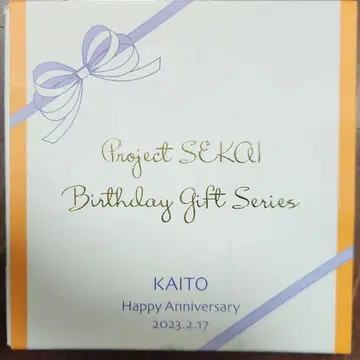 Project SEKAI
Birthday Gift Series
KAITO
Happy Anniversary
2023.2.17